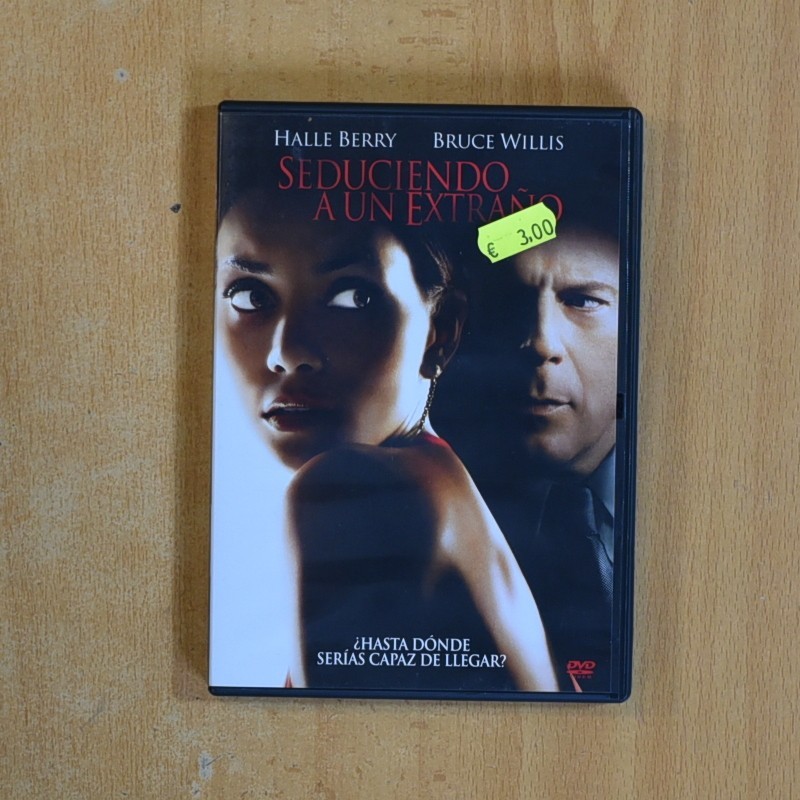 HALLE BERRY BRUCE WILLIS
SEDUCIENDO
A UN EXTRAÑO
€ 3,00
¿HASTA DÓNDE
SERÍAS CAPAZ DE LLEGAR?
DVD